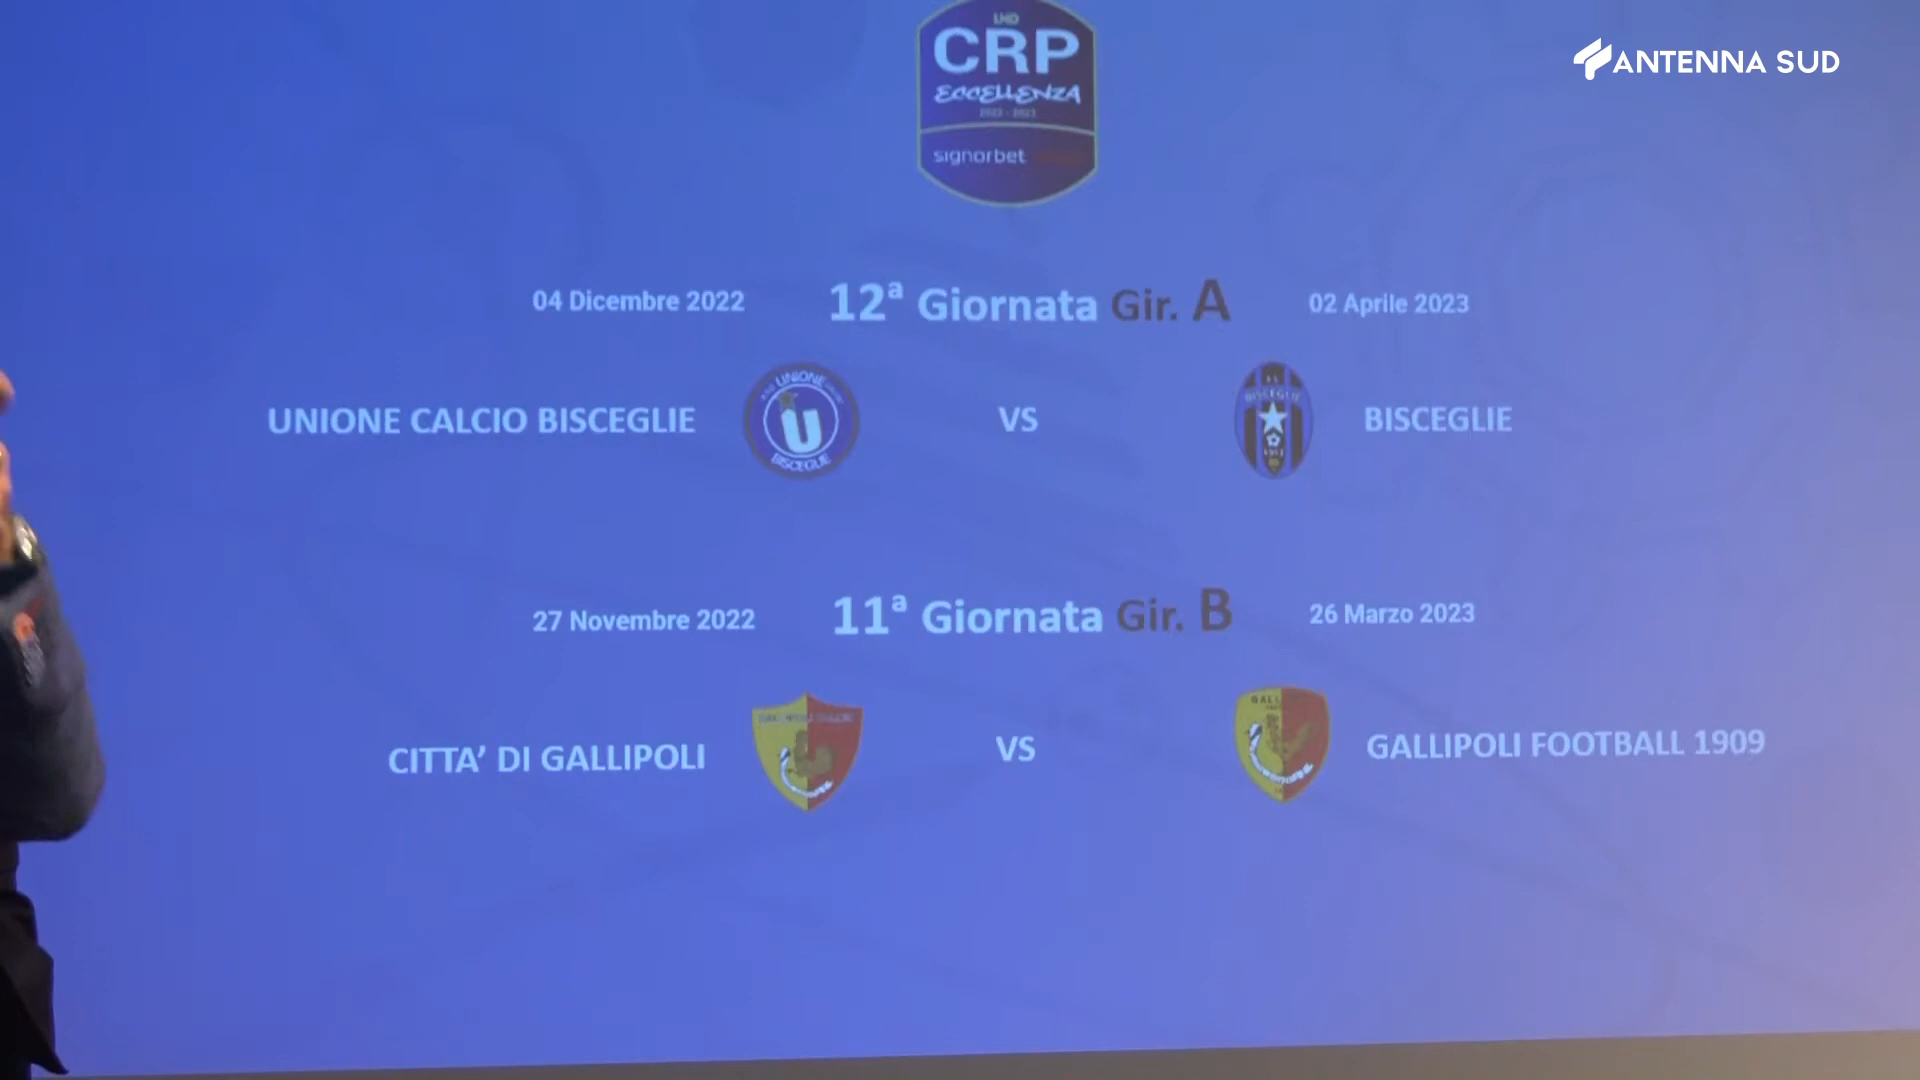 LND
CRP
ECCELLENZA
2022 - 2023
signorbet
ANTENNA SUD
04 Dicembre 2022
12ª Giornata Gir. A
02 Aprile 2023
UNIONE CALCIO BISCEGLIE
UNIONE
U
BISCEGLIE
VS
BISCEGLIE
BISCEGLIE
27 Novembre 2022
11ª Giornata Gir. B
26 Marzo 2023
CITTA' DI GALLIPOLI
VS
GALLIPOLI FOOTBALL 1909